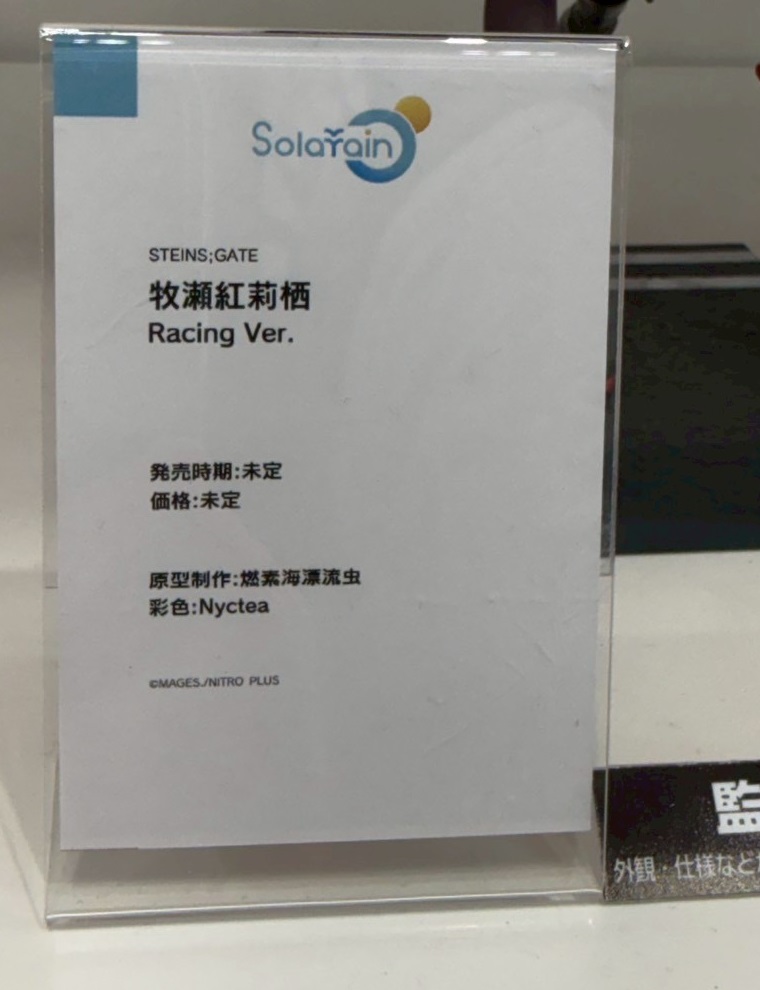 Solarain
STEINS;GATE
牧瀬紅莉栖
Racing Ver.
発売時期:未定
価格:未定
原型制作:燃素海漂流虫
彩色:Nyctea
©MAGES./NITRO PLUS
監
外観・仕様など